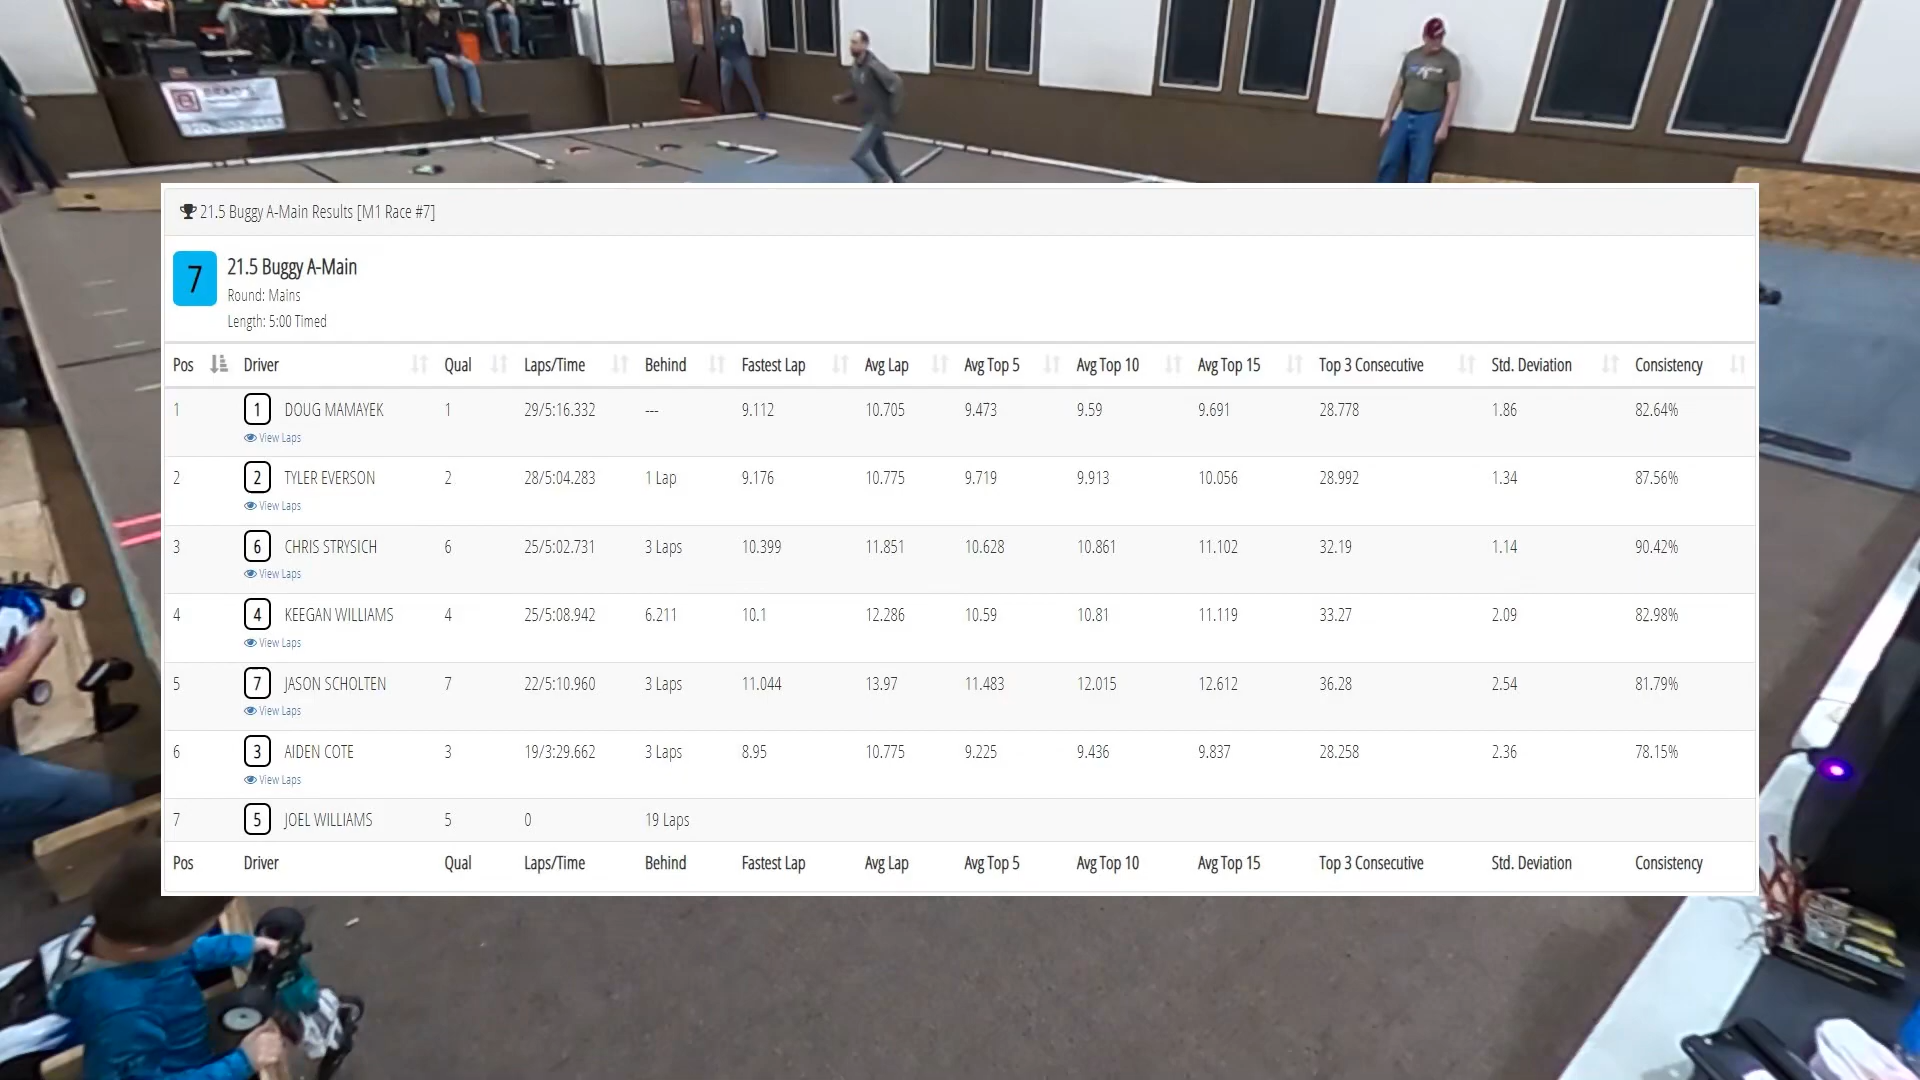 21.5 Buggy A-Main Results [M1 Race #7]
7
21.5 Buggy A-Main
Round: Mains
Length: 5:00 Timed
Pos Driver Qual Laps/Time Behind Fastest Lap Avg Lap Avg Top 5 Avg Top 10 Avg Top 15 Top 3 Consecutive Std. Deviation Consistency
1 1 DOUG MAMAYEK 1 29/5:16.332 --- 9.112 10.705 9.473 9.59 9.691 28.778 1.86 82.64%
View Laps
2 2 TYLER EVERSON 2 28/5:04.283 1 Lap 9.176 10.775 9.719 9.913 10.056 28.992 1.34 87.56%
View Laps
3 6 CHRIS STRYSICH 6 25/5:02.731 3 Laps 10.399 11.851 10.628 10.861 11.102 32.19 1.14 90.42%
View Laps
4 4 KEEGAN WILLIAMS 4 25/5:08.942 6.211 10.1 12.286 10.59 10.81 11.119 33.27 2.09 82.98%
View Laps
5 7 JASON SCHOLTEN 7 22/5:10.960 3 Laps 11.044 13.97 11.483 12.015 12.612 36.28 2.54 81.79%
View Laps
6 3 AIDEN COTE 3 19/3:29.662 3 Laps 8.95 10.775 9.225 9.436 9.837 28.258 2.36 78.15%
View Laps
7 5 JOEL WILLIAMS 5 0 19 Laps
Pos Driver Qual Laps/Time Behind Fastest Lap Avg Lap Avg Top 5 Avg Top 10 Avg Top 15 Top 3 Consecutive Std. Deviation Consistency